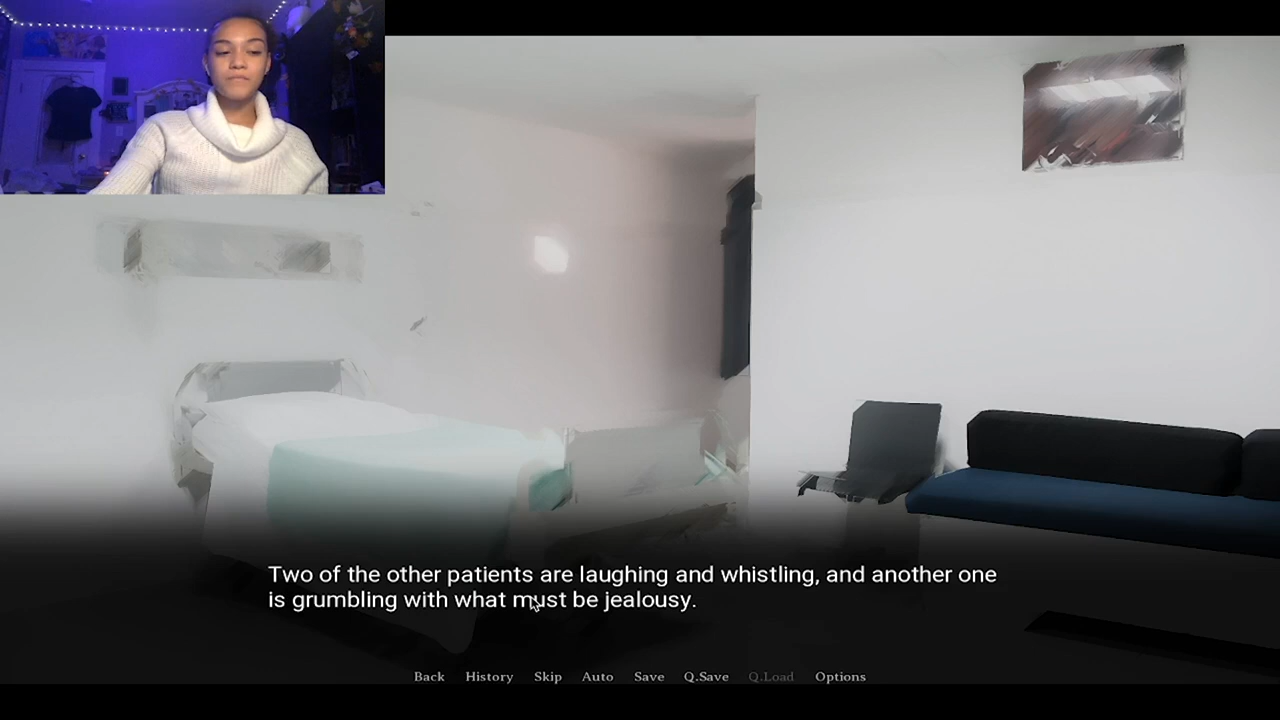 Two of the other patients are laughing and whistling, and another one
is grumbling with what must be jealousy.
Back History Skip Auto Save Q.Save Q.Load Options